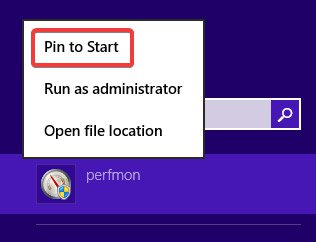 Pin to Start
Run as administrator
Open file location
perfmon